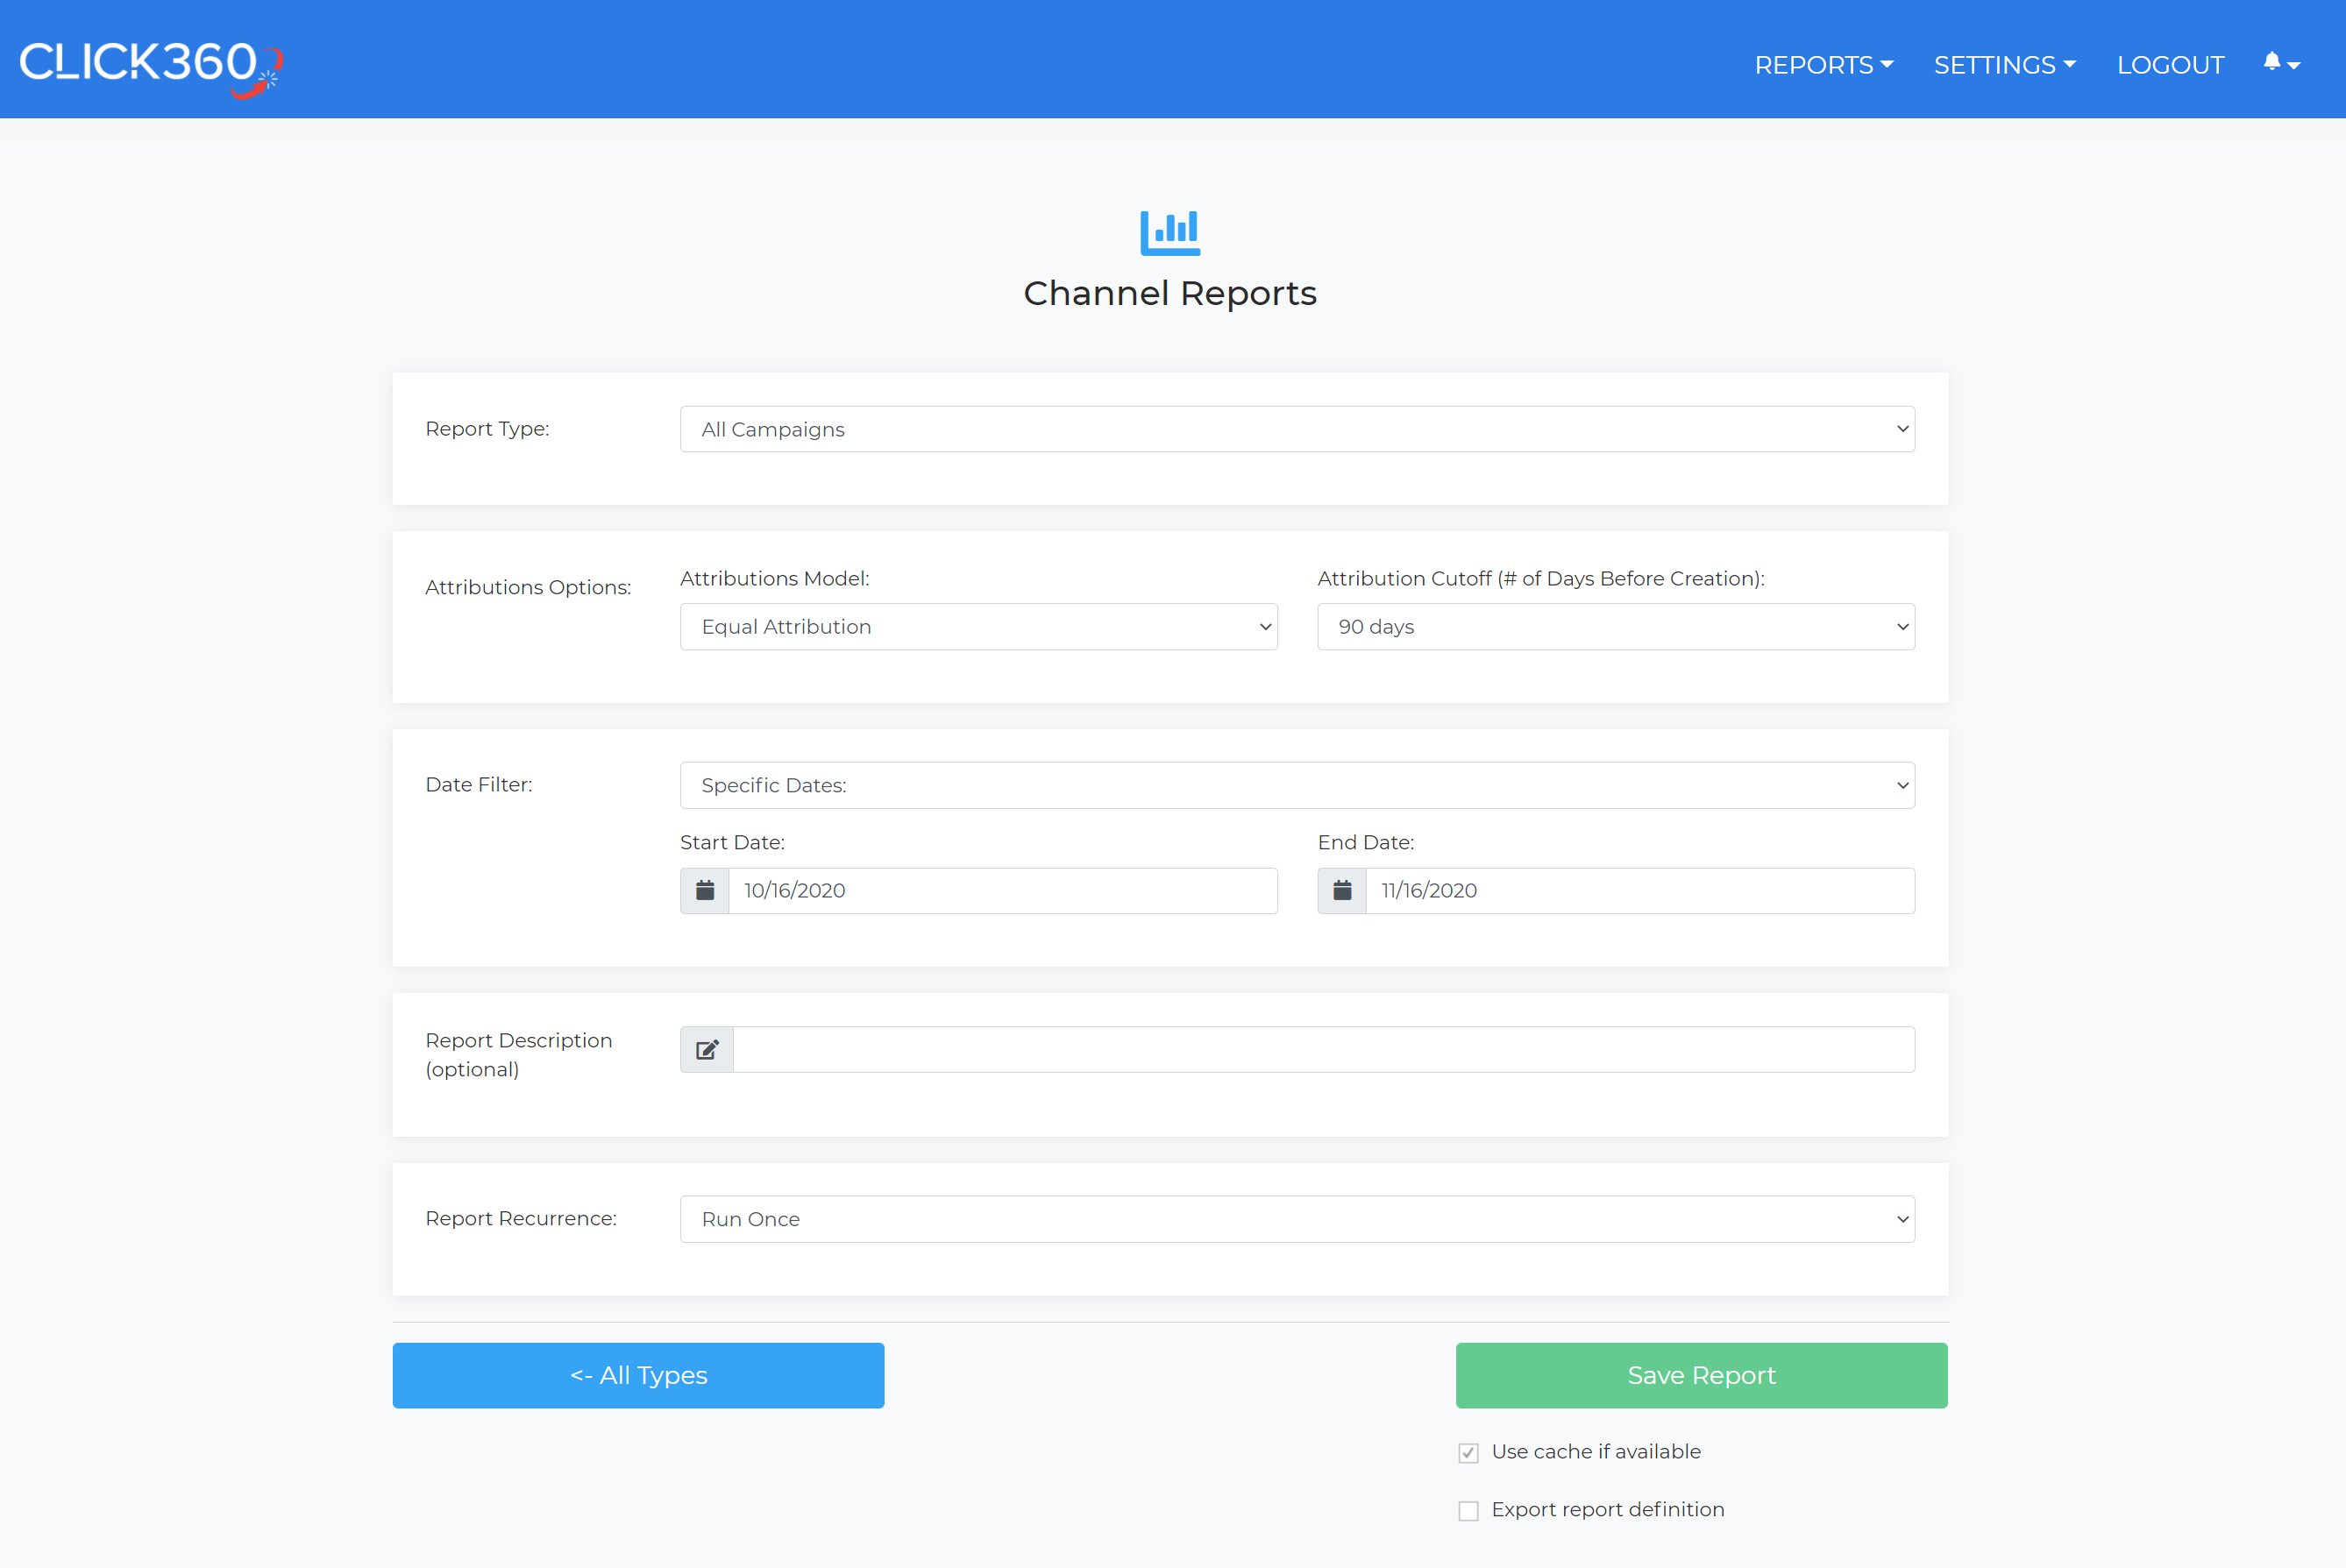 CLICK360
REPORTS SETTINGS LOGOUT
Channel Reports
Report Type: All Campaigns
Attributions Options: Attributions Model: Attribution Cutoff (# of Days Before Creation):
Equal Attribution 90 days
Date Filter: Specific Dates:
Start Date: End Date:
10/16/2020 11/16/2020
Report Description
(optional)
Report Recurrence: Run Once
<- All Types Save Report
Use cache if available
Export report definition